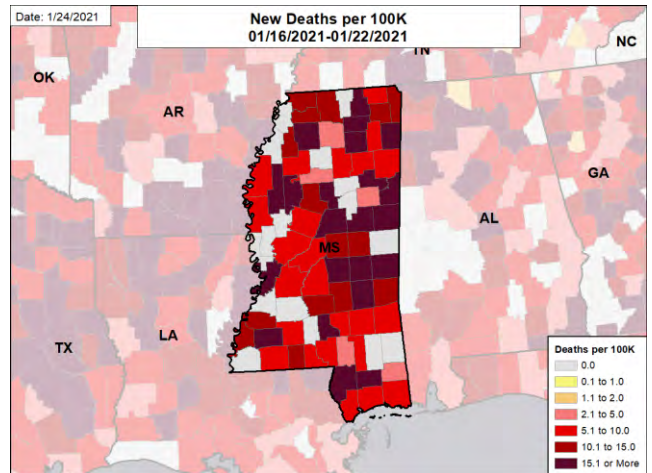 Date: 1/24/2021
New Deaths per 100K
01/16/2021-01/22/2021
TN
NC
OK
AR
GA
AL
MS
TX
LA
Deaths per 100K
0.0
0.1 to 1.0
1.1 to 2.0
2.1 to 5.0
5.1 to 10.0
10.1 to 15.0
15.1 or More